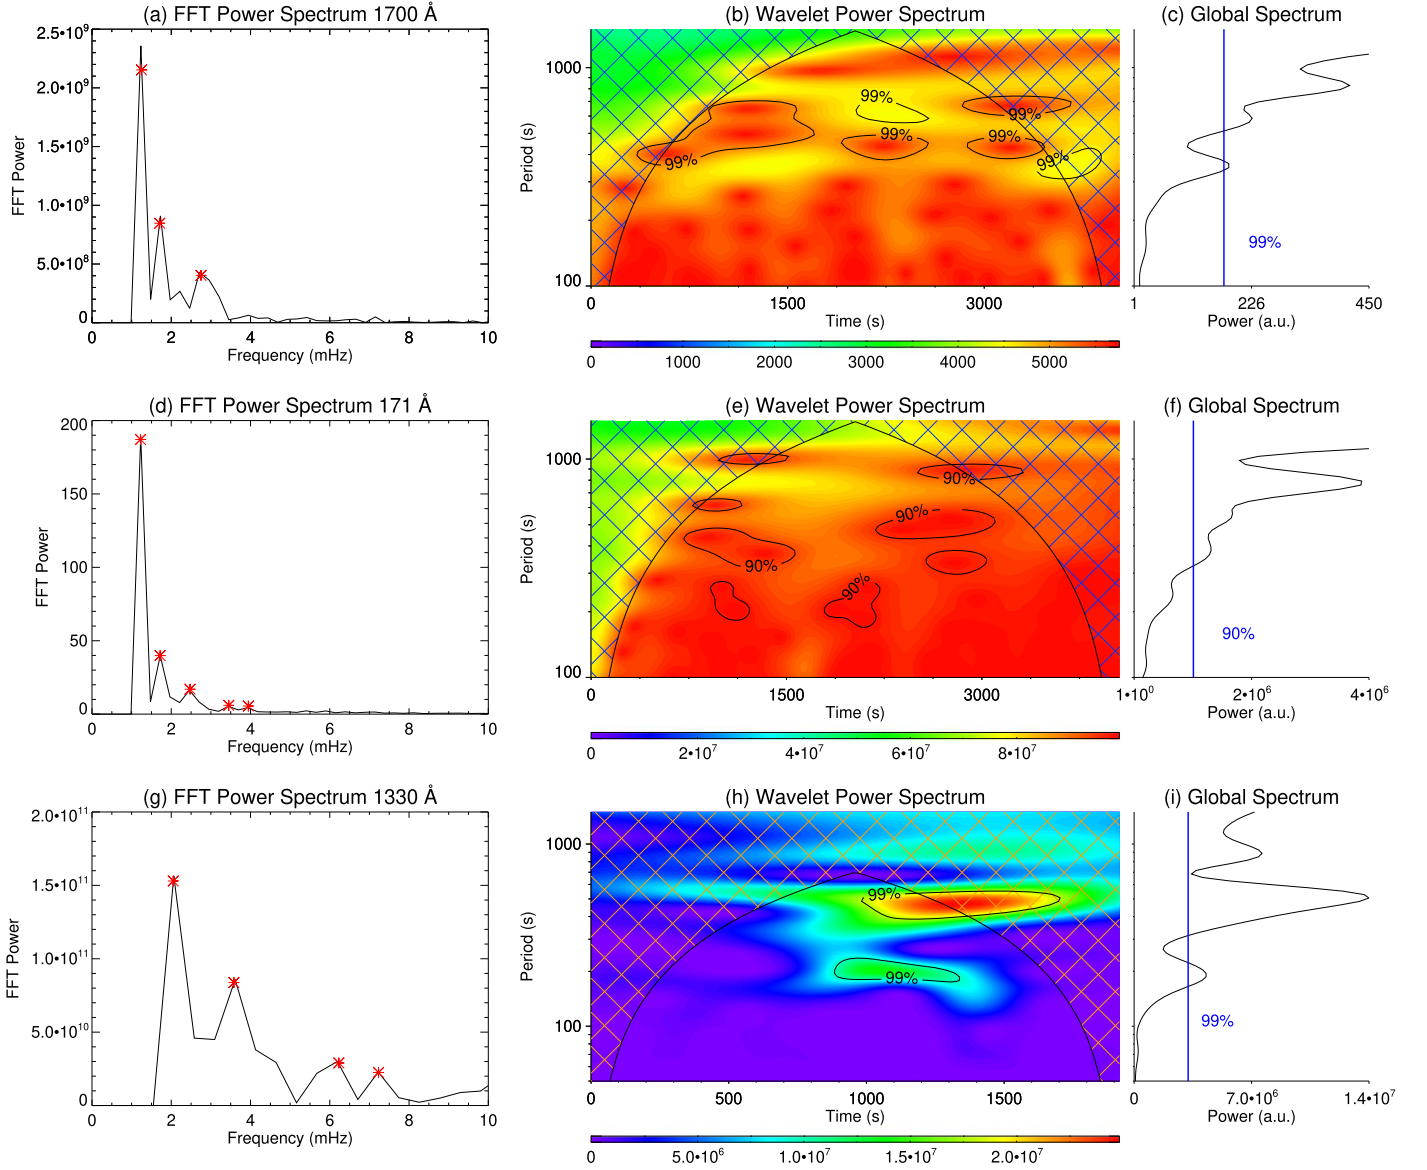 (a) FFT Power Spectrum 1700 Å
(b) Wavelet Power Spectrum
(c) Global Spectrum
2.5•10⁹
2.0•10⁹
1.5•10⁹
1.0•10⁹
5.0•10⁸
0
FFT Power
0 2 4 6 8 10
Frequency (mHz)
1000
100
Period (s)
99%
99%
99%
99%
99%
99%
0 1500 3000
Time (s)
0 1000 2000 3000 4000 5000
99%
1 226 450
Power (a.u.)
(d) FFT Power Spectrum 171 Å
(e) Wavelet Power Spectrum
(f) Global Spectrum
200
150
100
50
0
FFT Power
0 2 4 6 8 10
Frequency (mHz)
1000
100
Period (s)
90%
90%
90%
90%
0 1500 3000
Time (s)
0 2•10⁷ 4•10⁷ 6•10⁷ 8•10⁷
90%
1•10⁰ 2•10⁶ 4•10⁶
Power (a.u.)
(g) FFT Power Spectrum 1330 Å
(h) Wavelet Power Spectrum
(i) Global Spectrum
2.0•10¹¹
1.5•10¹¹
1.0•10¹¹
5.0•10¹⁰
0
FFT Power
0 2 4 6 8 10
Frequency (mHz)
1000
100
Period (s)
99%
99%
0 500 1000 1500
Time (s)
0 5.0•10⁶ 1.0•10⁷ 1.5•10⁷ 2.0•10⁷
99%
7.0•10⁶ 1.4•10⁷
Power (a.u.)